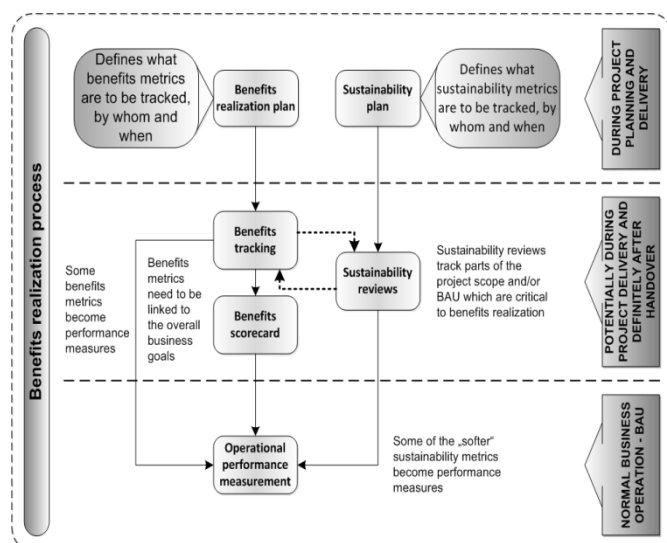 Benefits realization process
Defines what
benefits metrics
are to be tracked,
by whom and
when
Benefits
realization plan
Sustainability
plan
Defines what
sustainability metrics
are to be tracked, by
whom and when
DURING PROJECT
PLANNING AND
DELIVERY
Some
benefits
metrics
become
performance
measures
Benefits
metrics
need to be
linked to
the overall
business
goals
Benefits
tracking
Benefits
scorecard
Sustainability
reviews
Sustainability reviews
track parts of the
project scope and/or
BAU which are critical
to benefits realization
POTENTIALLY DURING
PROJECT DELIVERY AND
DEFINITELY AFTER
HANDOVER
Operational
performance
measurement
Some of the „softer“
sustainability metrics
become performance
measures
NORMAL BUSINESS
OPERATION - BAU